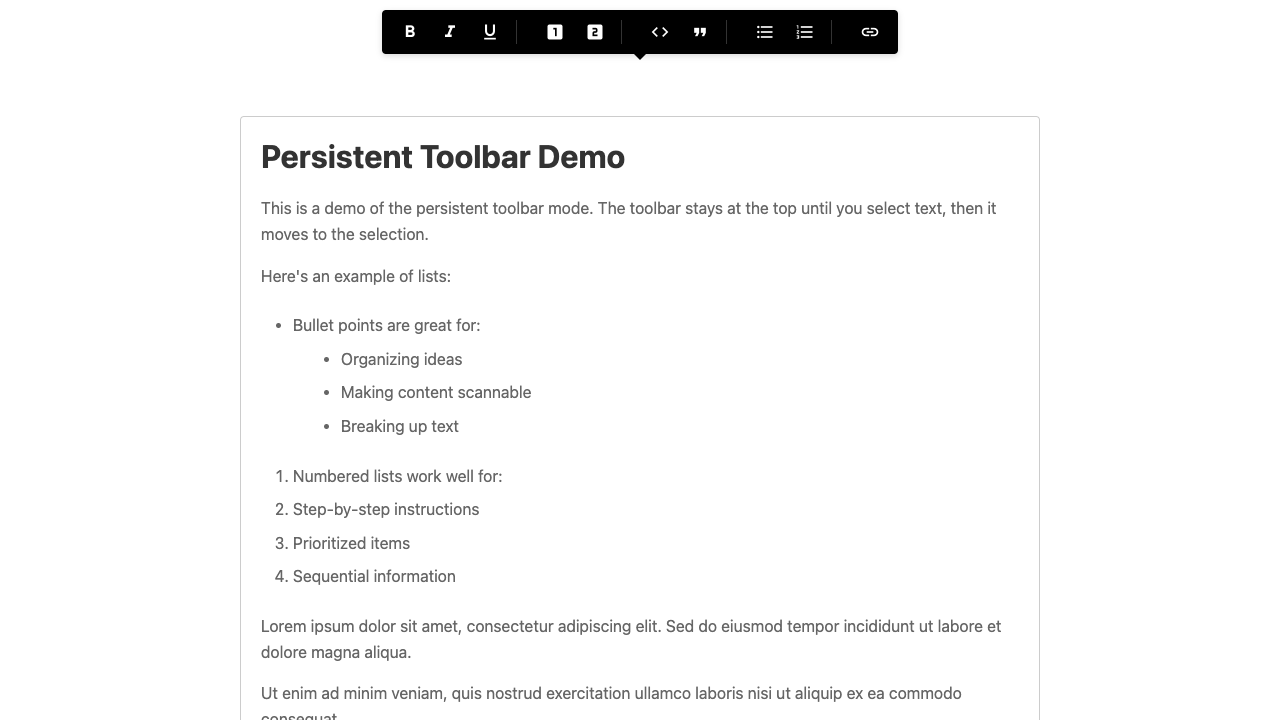 Persistent Toolbar Demo
This is a demo of the persistent toolbar mode. The toolbar stays at the top until you select text, then it
moves to the selection.
Here's an example of lists:
• Bullet points are great for:
• Organizing ideas
• Making content scannable
• Breaking up text
1. Numbered lists work well for:
2. Step-by-step instructions
3. Prioritized items
4. Sequential information
Lorem ipsum dolor sit amet, consectetur adipiscing elit. Sed do eiusmod tempor incididunt ut labore et
dolore magna aliqua.
Ut enim ad minim veniam, quis nostrud exercitation ullamco laboris nisi ut aliquip ex ea commodo
consequat.